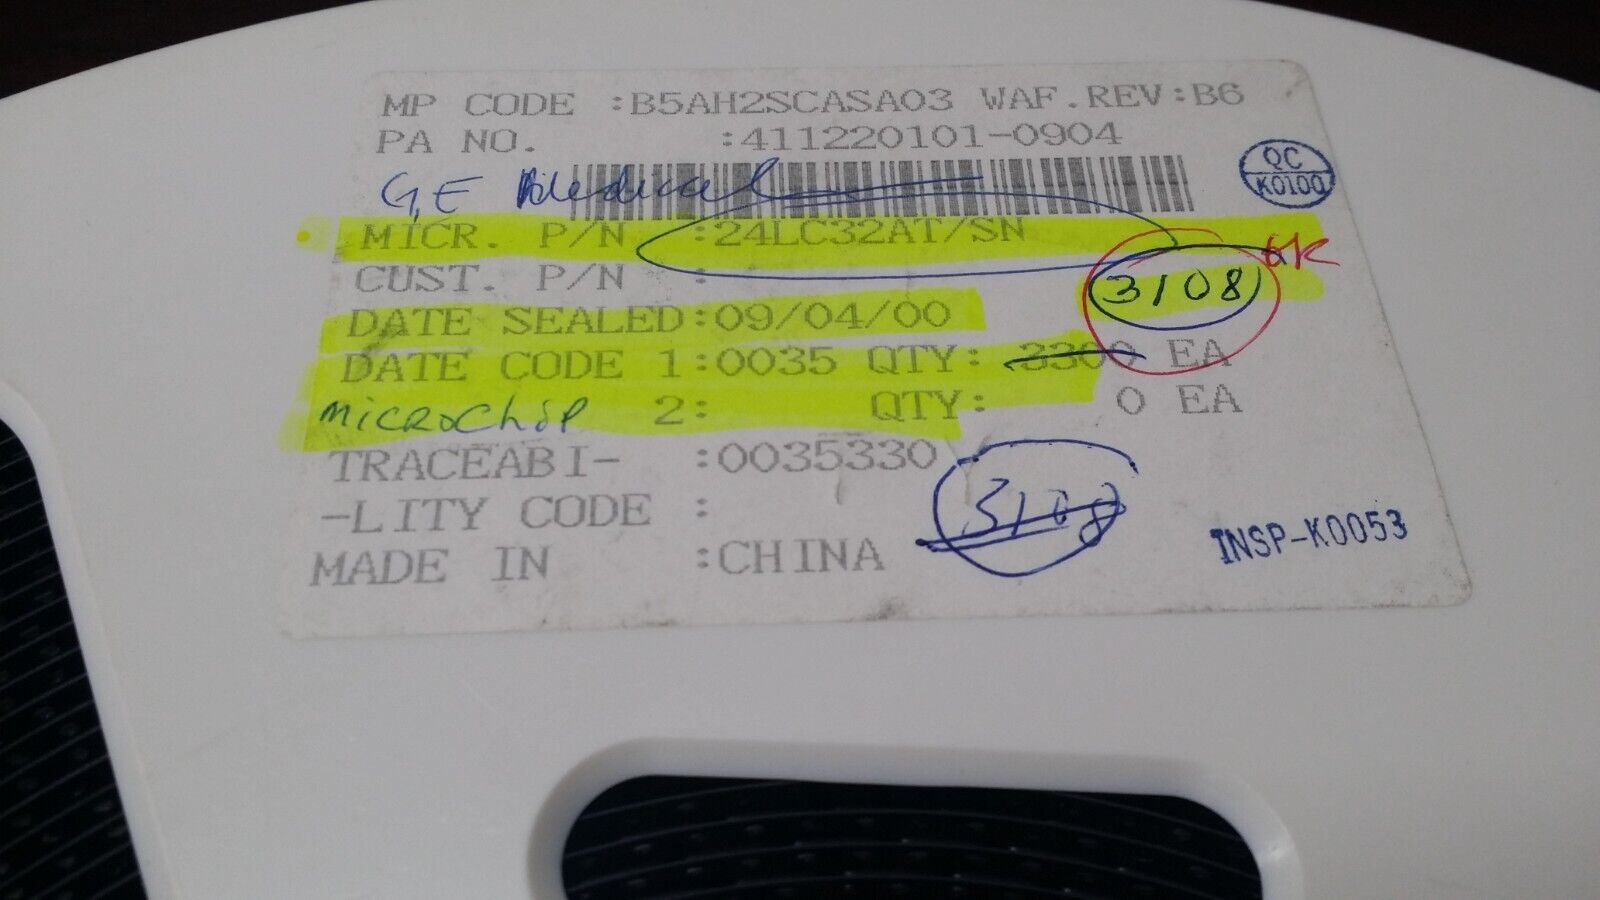 MP CODE :B5AH2SCASA03 WAF.REV:B6
PA NO. :411220101-0904
QC
K0100
G,E Medical
MICR. P/N :24LC32AT/SN
OK
CUST. P/N :
3108
DATE SEALED:09/04/00
DATE CODE 1:0035 QTY: 3300 EA
MICROCHIP 2: QTY: 0 EA
TRACEABI- :0035330
-LITY CODE :
3108
INSP-K0053
MADE IN :CHINA